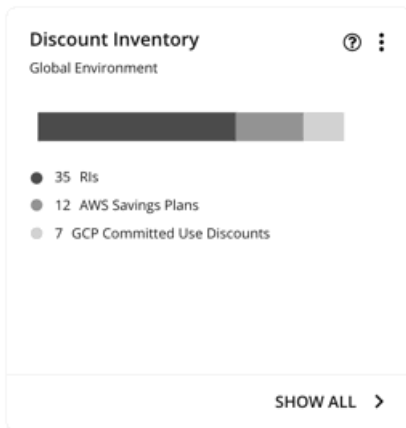 Discount Inventory
Global Environment
35 RIs
12 AWS Savings Plans
7 GCP Committed Use Discounts
SHOW ALL